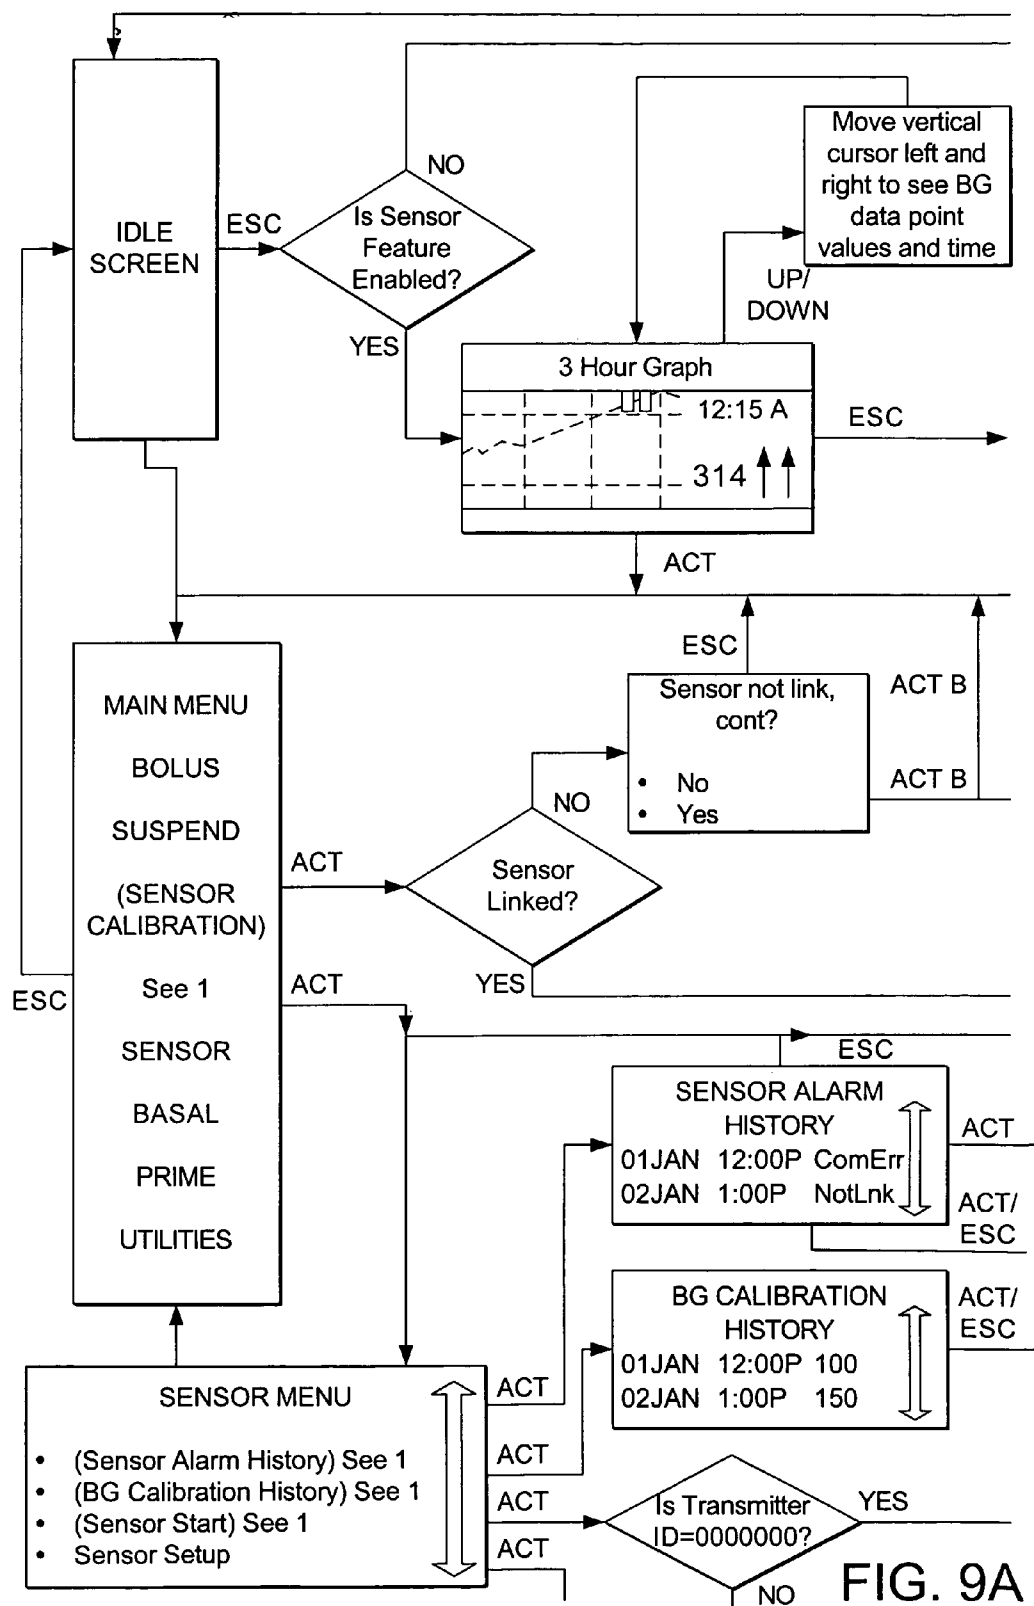 Move vertical
cursor left and
right to see BG
data point
values and time
NO
IDLE
SCREEN
ESC
Is Sensor
Feature
Enabled?
UP/
DOWN
YES
3 Hour Graph
12:15 A
314
ESC
ACT
ESC
Sensor not link,
cont?
• No
• Yes
ACT B
ACT B
MAIN MENU
BOLUS
SUSPEND
(SENSOR
CALIBRATION)
See 1
SENSOR
BASAL
PRIME
UTILITIES
ACT
NO
Sensor
Linked?
YES
ESC
ACT
ESC
SENSOR ALARM
HISTORY
01JAN 12:00P ComErr
02JAN 1:00P NotLnk
ACT
ACT/
ESC
BG CALIBRATION
HISTORY
01JAN 12:00P 100
02JAN 1:00P 150
ACT/
ESC
SENSOR MENU
• (Sensor Alarm History) See 1
• (BG Calibration History) See 1
• (Sensor Start) See 1
• Sensor Setup
ACT
ACT
ACT
ACT
Is Transmitter
ID=0000000?
YES
NO
FIG. 9A